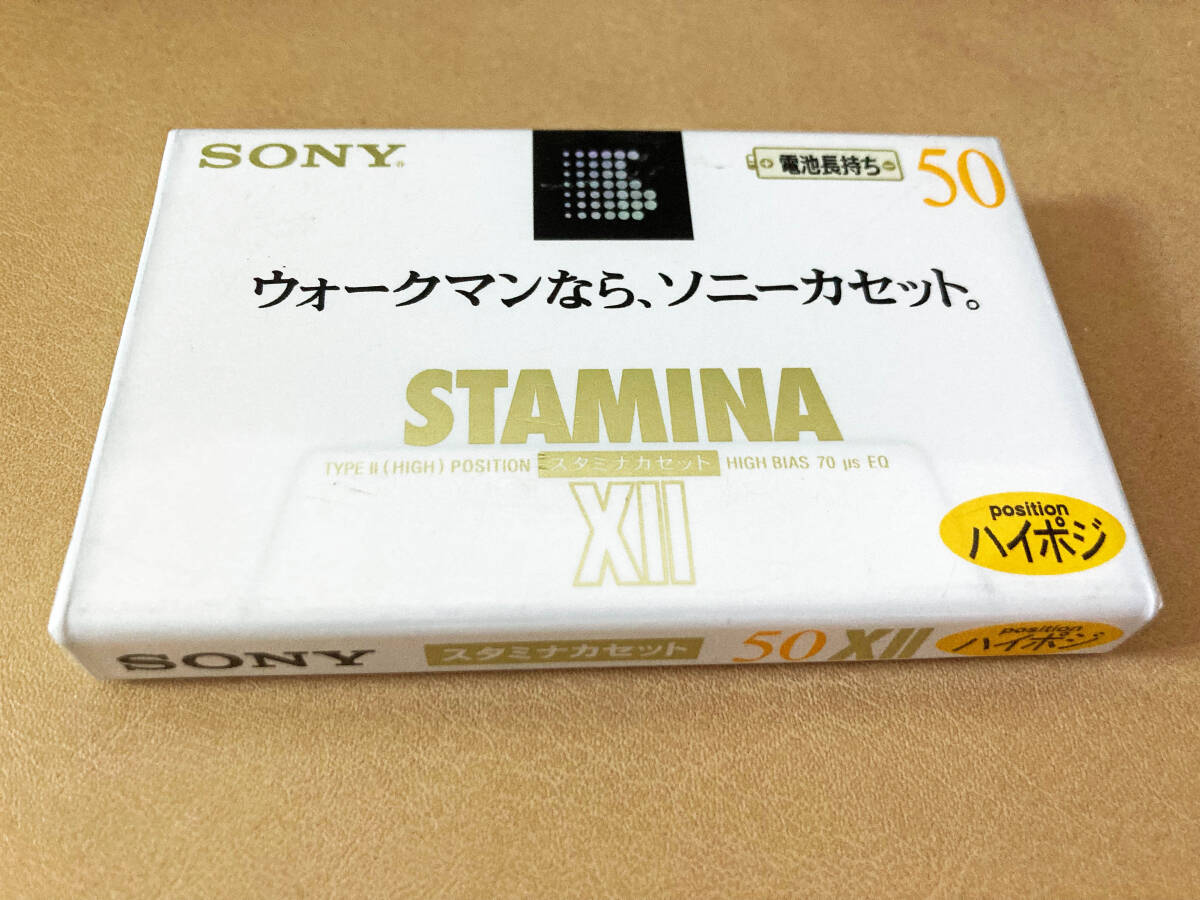 SONY®
電池長持ち
50
ウォークマンなら、ソニーカセット。
STAMINA
TYPE II (HIGH) POSITION スタミナカセット HIGH BIAS 70 μs EQ
XII
position
ハイポジ
SONY スタミナカセット 50 XII
position
ハイポジ